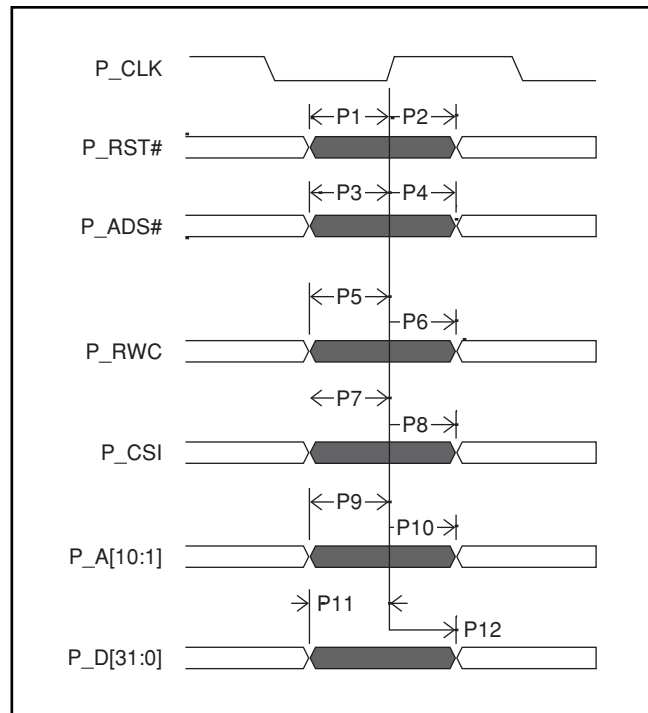 P_CLK
P1 P2
P_RST#
P3 P4
P_ADS#
P5
P6
P_RWC
P7
P8
P_CSI
P9
P10
P_A[10:1]
P11
P12
P_D[31:0]